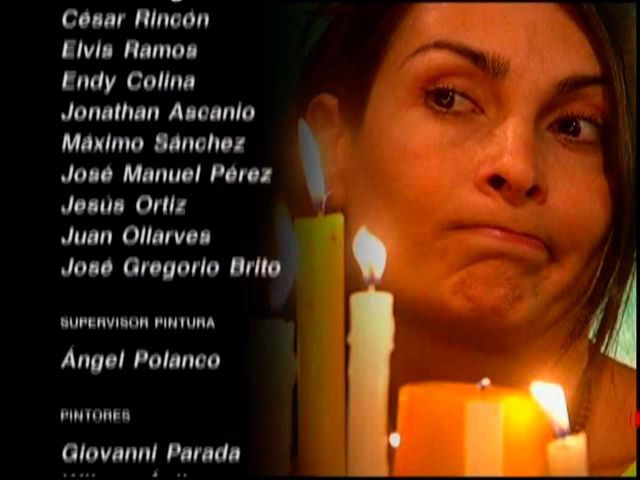 César Rincón
Elvis Ramos
Endy Colina
Jonathan Ascanio
Máximo Sánchez
José Manuel Pérez
Jesús Ortiz
Juan Ollarves
José Gregorio Brito
SUPERVISOR PINTURA
Ángel Polanco
PINTORES
Giovanni Parada